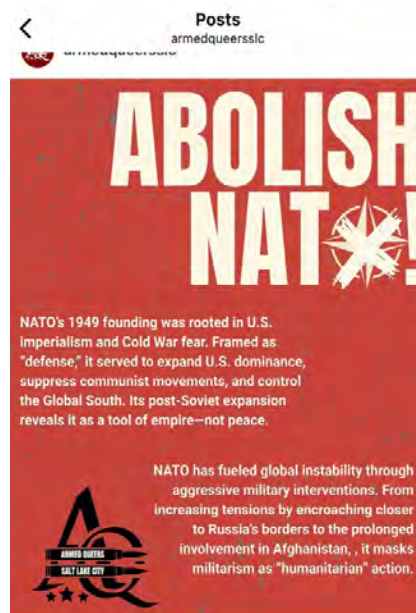 Posts
armedqueersslc
armedqueersslc
ABOLISH
NATO!
NATO's 1949 founding was rooted in U.S.
imperialism and Cold War fear. Framed as
"defense," it served to expand U.S. dominance,
suppress communist movements, and control
the Global South. Its post-Soviet expansion
reveals it as a tool of empire—not peace.
NATO has fueled global instability through
aggressive military interventions. From
increasing tensions by encroaching closer
to Russia's borders to the prolonged
involvement in Afghanistan, , it masks
militarism as "humanitarian" action.
AQ
ARMED QUEERS
SALT LAKE CITY